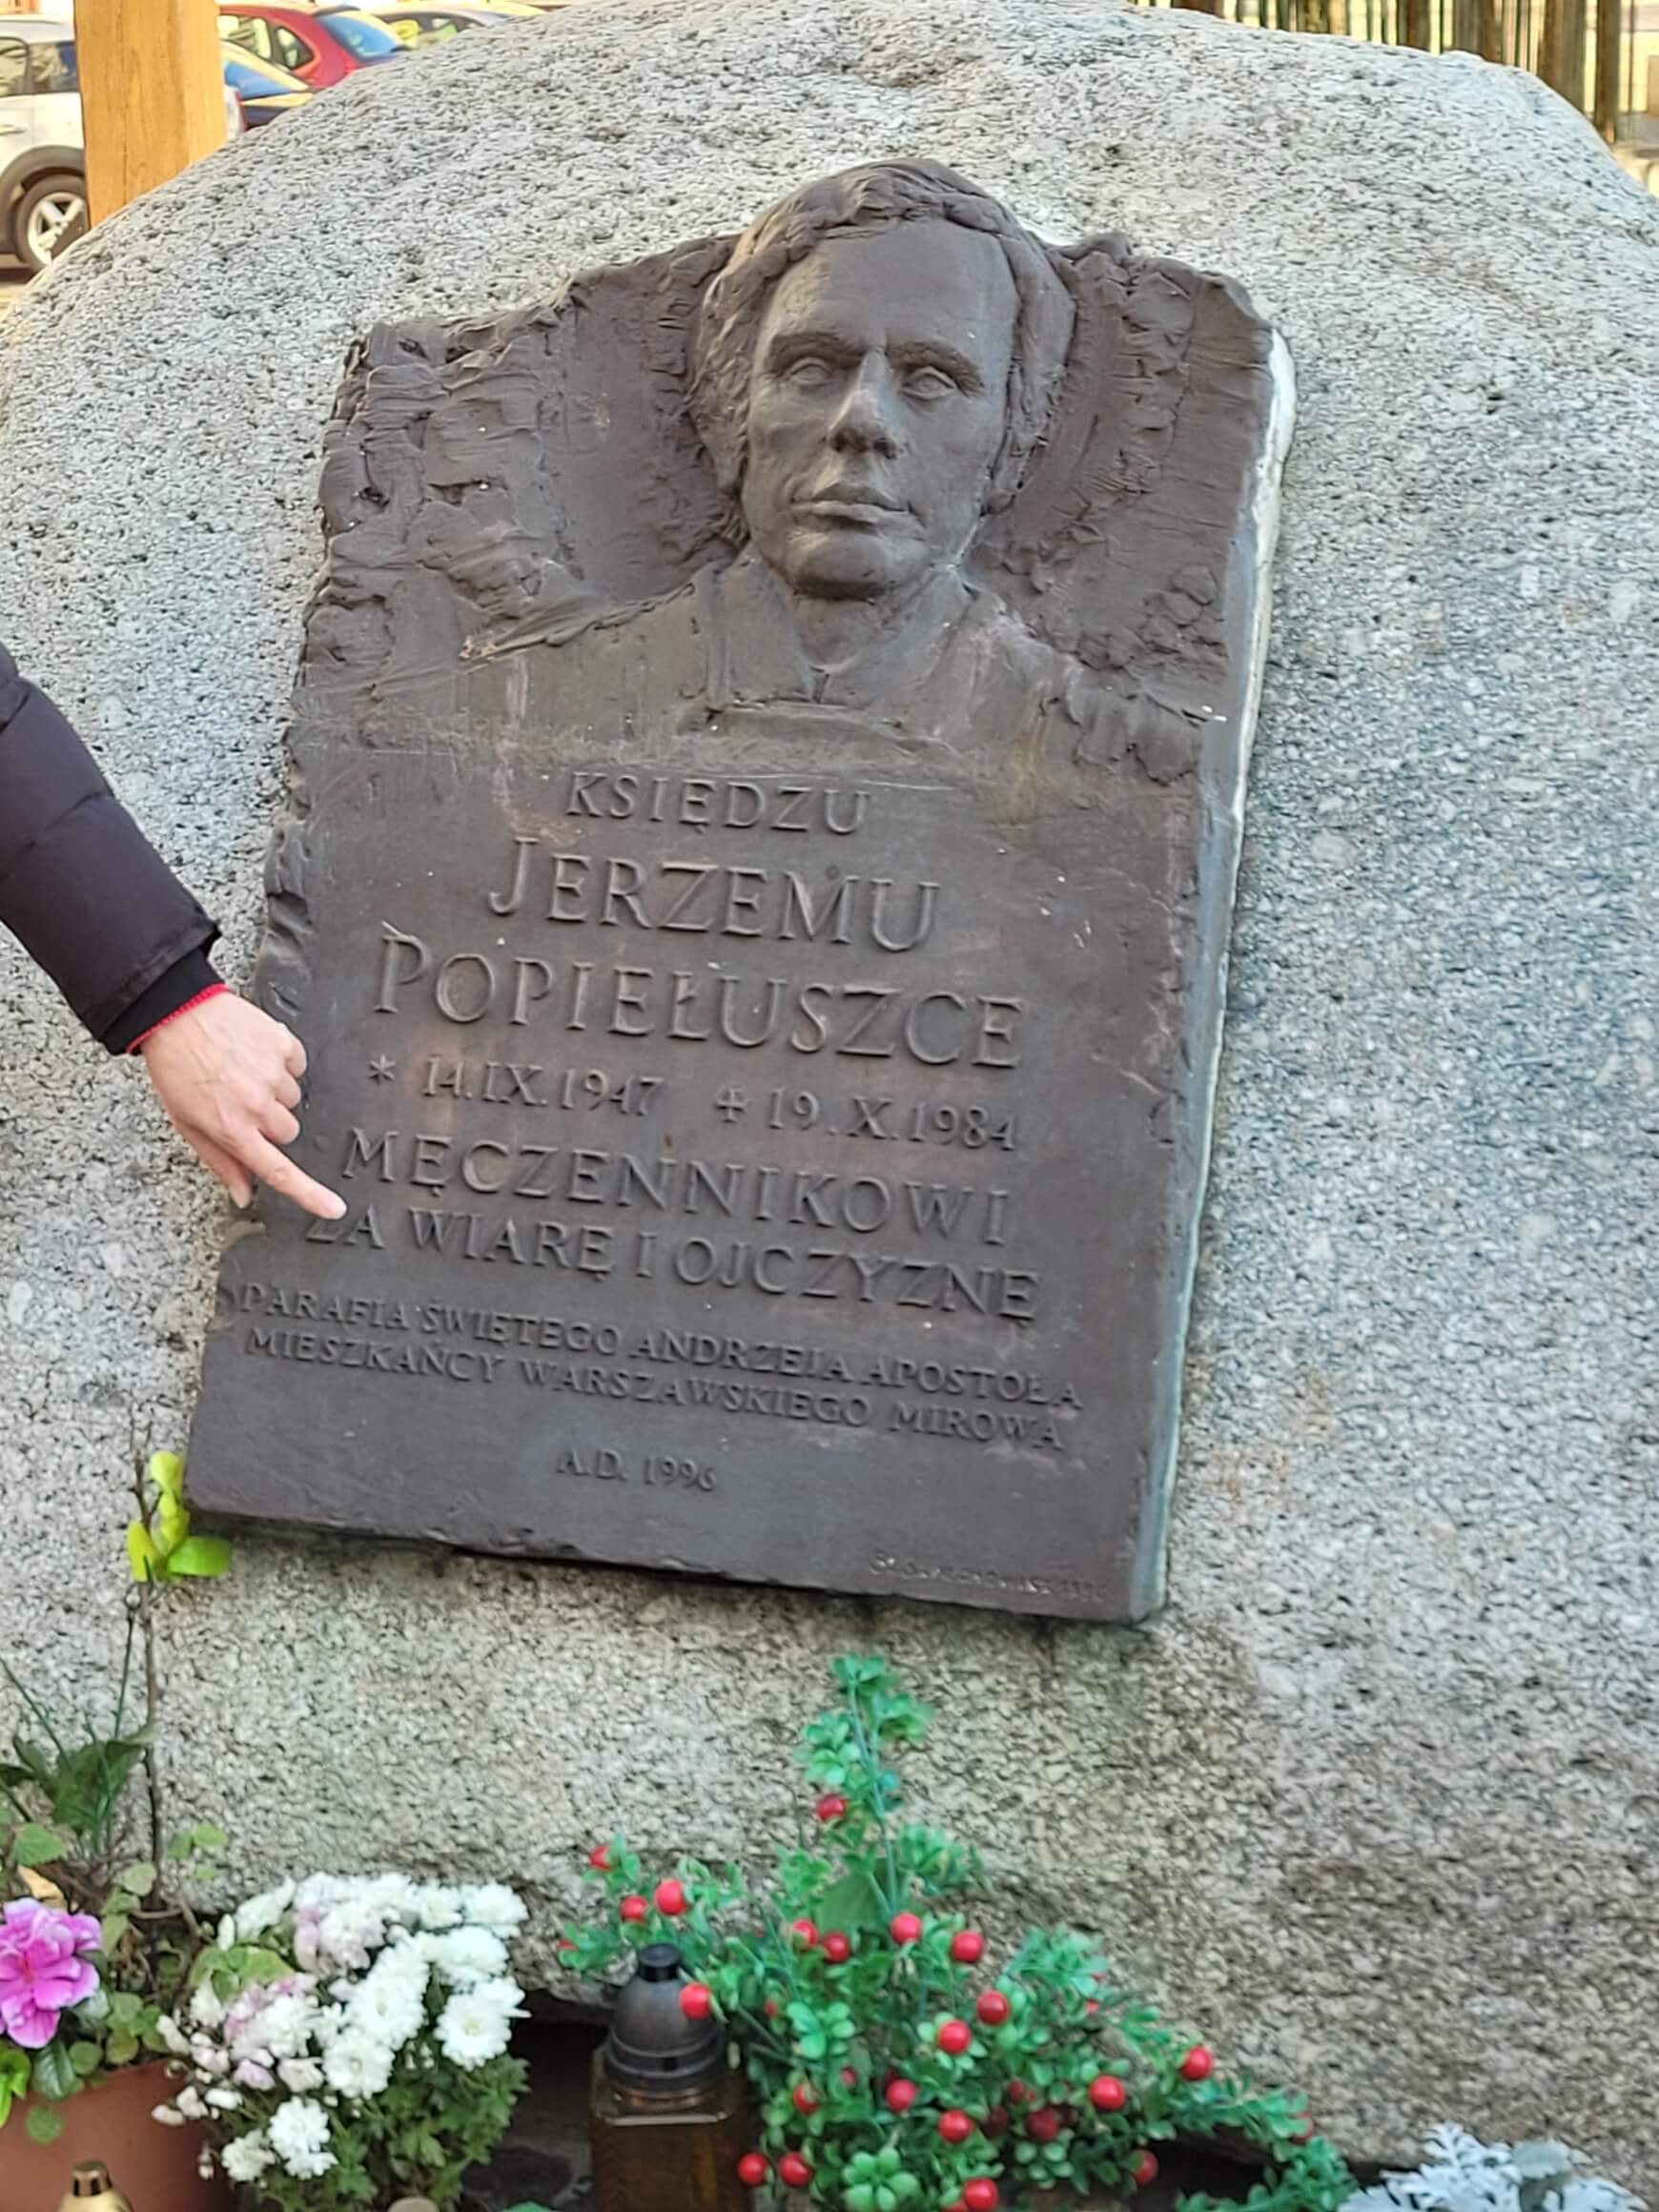 KSIĘDZU
JERZEMU
POPIEŁUSZCE
* 14.IX.1947 ✝ 19.X.1984
MĘCZENNIKOWI
ZA WIARĘ I OJCZYZNĘ
PARAFIA ŚWIĘTEGO ANDRZEJA APOSTOŁA
MIESZKAŃCY WARSZAWSKIEGO MIROWA
A.D. 1996